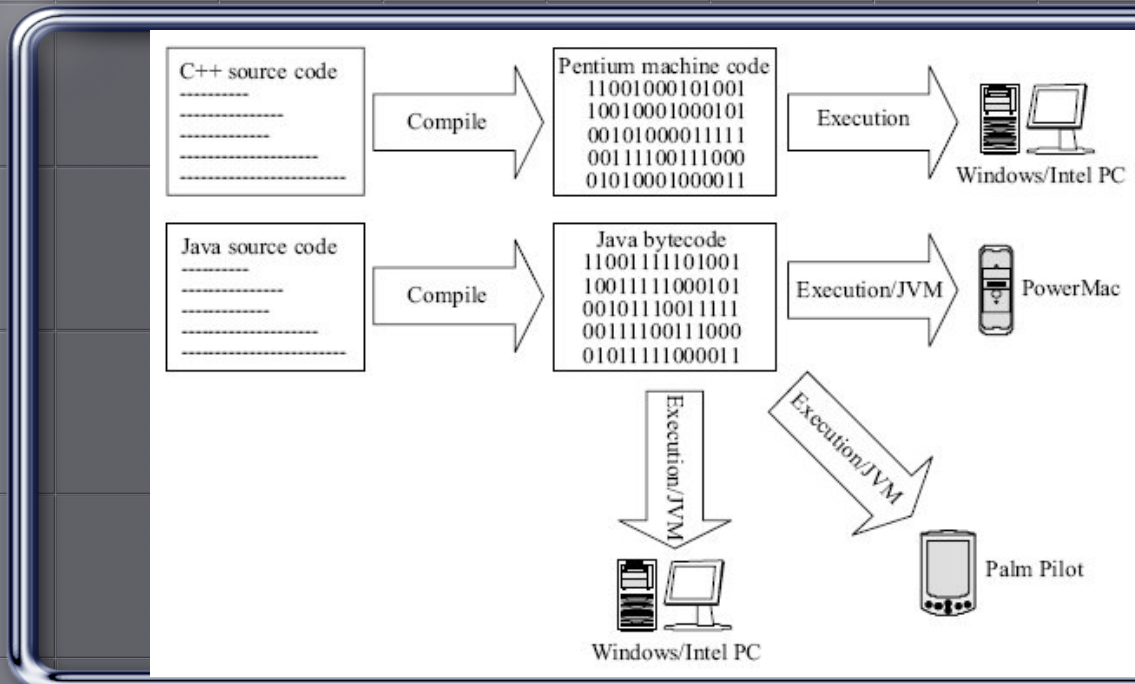 C++ source code
----------
---------------
-------------
--------------------
------------------------
Compile
Pentium machine code
11001000101001
10010001000101
00101000011111
00111100111000
01010001000011
Execution
Windows/Intel PC
Java source code
----------
---------------
-------------
--------------------
------------------------
Compile
Java bytecode
11001111101001
10011111000101
00101110011111
00111100111000
01011111000011
Execution/JVM
PowerMac
Execution/JVM
Windows/Intel PC
Execution/JVM
Palm Pilot